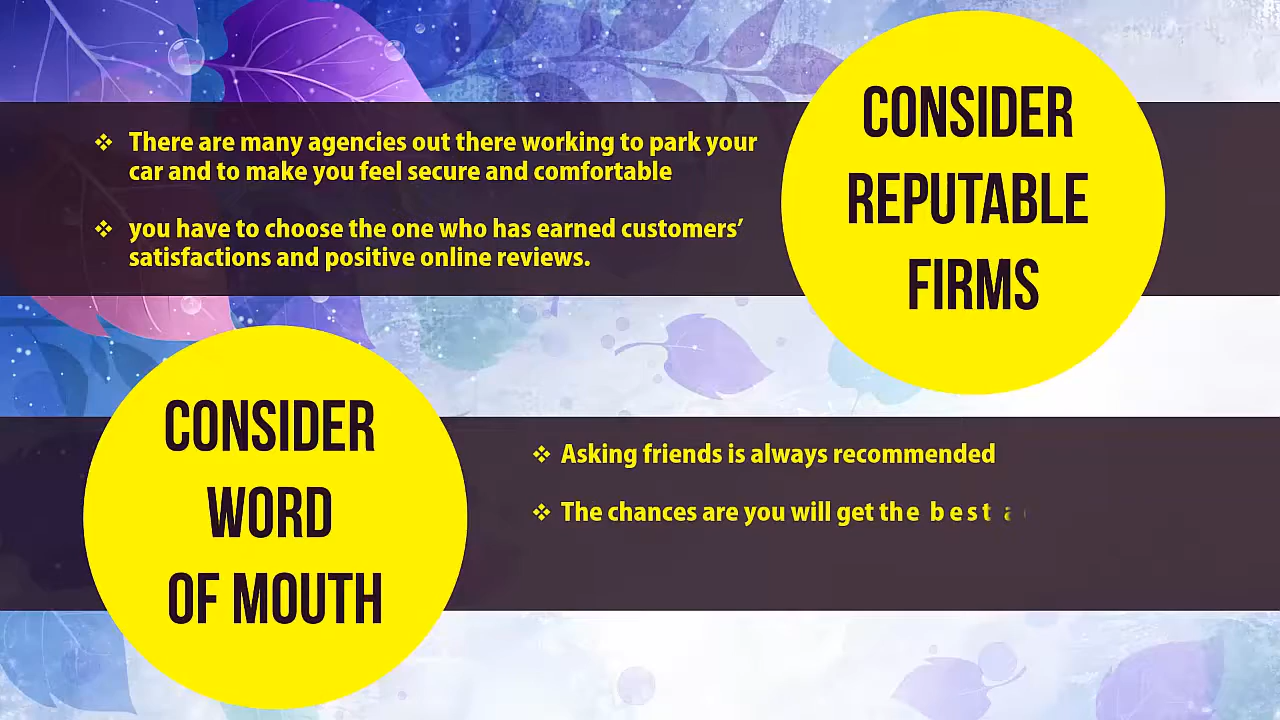 ❖ There are many agencies out there working to park your
car and to make you feel secure and comfortable
❖ you have to choose the one who has earned customers’
satisfactions and positive online reviews.
CONSIDER
REPUTABLE
FIRMS
CONSIDER
WORD
OF MOUTH
❖ Asking friends is always recommended
❖ The chances are you will get the best